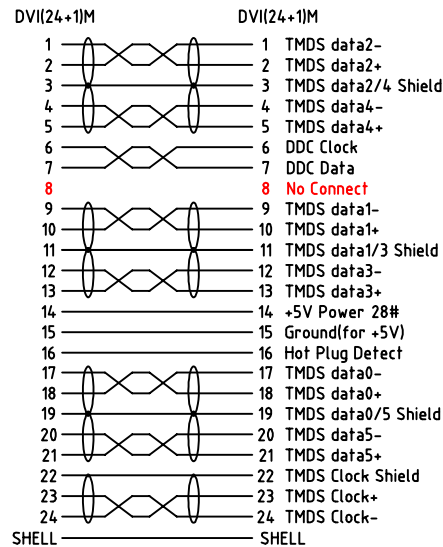 DVI(24+1)M DVI(24+1)M
1 1 TMDS data2-
2 2 TMDS data2+
3 3 TMDS data2/4 Shield
4 4 TMDS data4-
5 5 TMDS data4+
6 6 DDC Clock
7 7 DDC Data
8 8 No Connect
9 9 TMDS data1-
10 10 TMDS data1+
11 11 TMDS data1/3 Shield
12 12 TMDS data3-
13 13 TMDS data3+
14 14 +5V Power 28#
15 15 Ground(for +5V)
16 16 Hot Plug Detect
17 17 TMDS data0-
18 18 TMDS data0+
19 19 TMDS data0/5 Shield
20 20 TMDS data5-
21 21 TMDS data5+
22 22 TMDS Clock Shield
23 23 TMDS Clock+
24 24 TMDS Clock-
SHELL SHELL